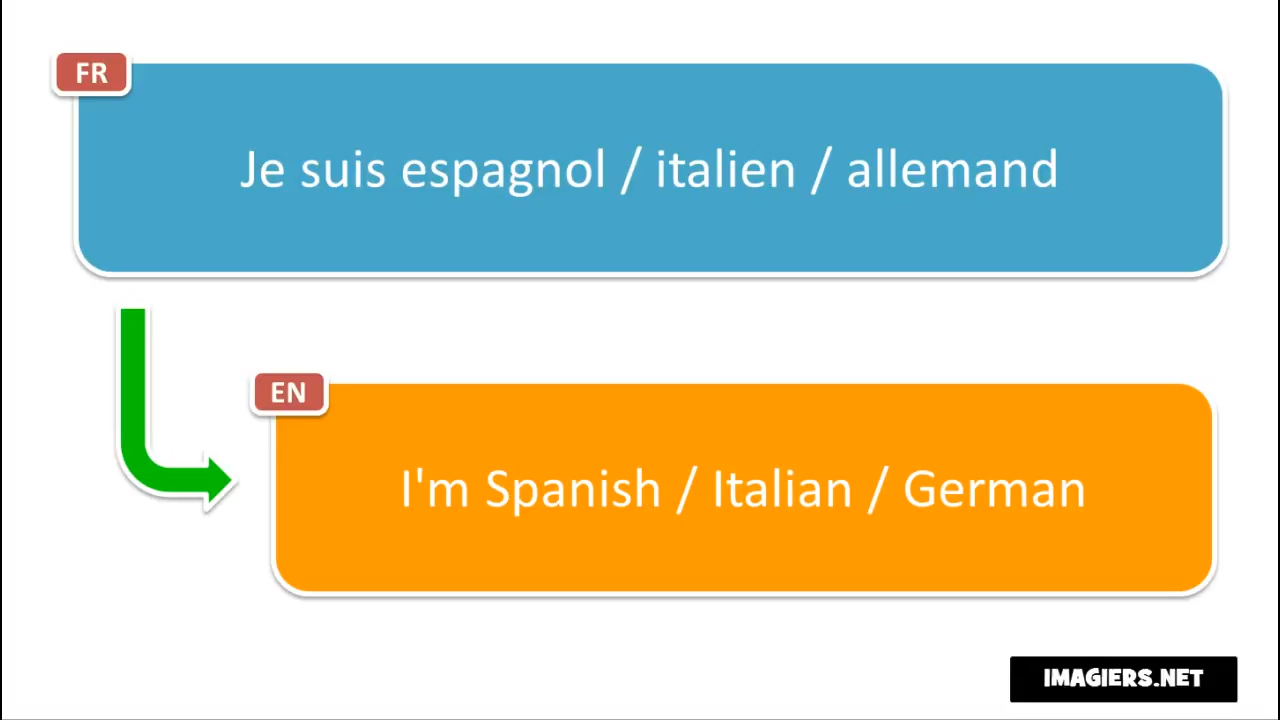 FR
Je suis espagnol / italien / allemand
EN
I'm Spanish / Italian / German
IMAGIERS.NET